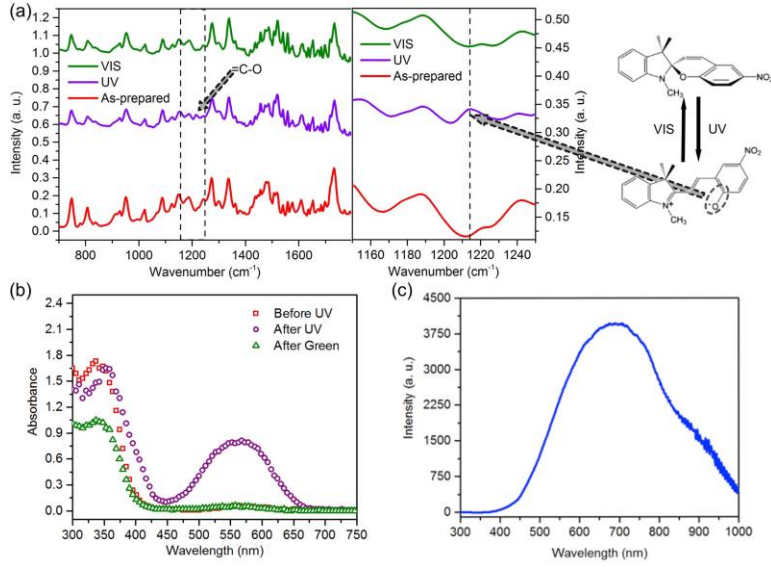 (a)
1.3
1.2
1.1
1.0
0.9
0.8
0.7
0.6
0.5
0.4
0.3
0.2
0.1
0.0
Intensity (a. u.)
VIS
UV
As-prepared
=C-O
800 1000 1200 1400 1600
Wavenumber (cm-1)
VIS
UV
As-prepared
1160 1180 1200 1220 1240
Wavenumber (cm-1)
0.50
0.45
0.40
0.35
0.30
0.25
0.20
0.15
Intensity (a. u.)
N
CH3
O
NO2
VIS
UV
NO2
N+
CH3
O
(b)
2.4
2.1
1.8
1.5
1.2
0.9
0.6
0.3
0.0
Absorbance
Before UV
After UV
After Green
300 350 400 450 500 550 600 650 700 750
Wavelength (nm)
(c)
4500
3750
3000
2250
1500
750
0
Intensity (a. u.)
300 400 500 600 700 800 900 1000
Wavelength (nm)